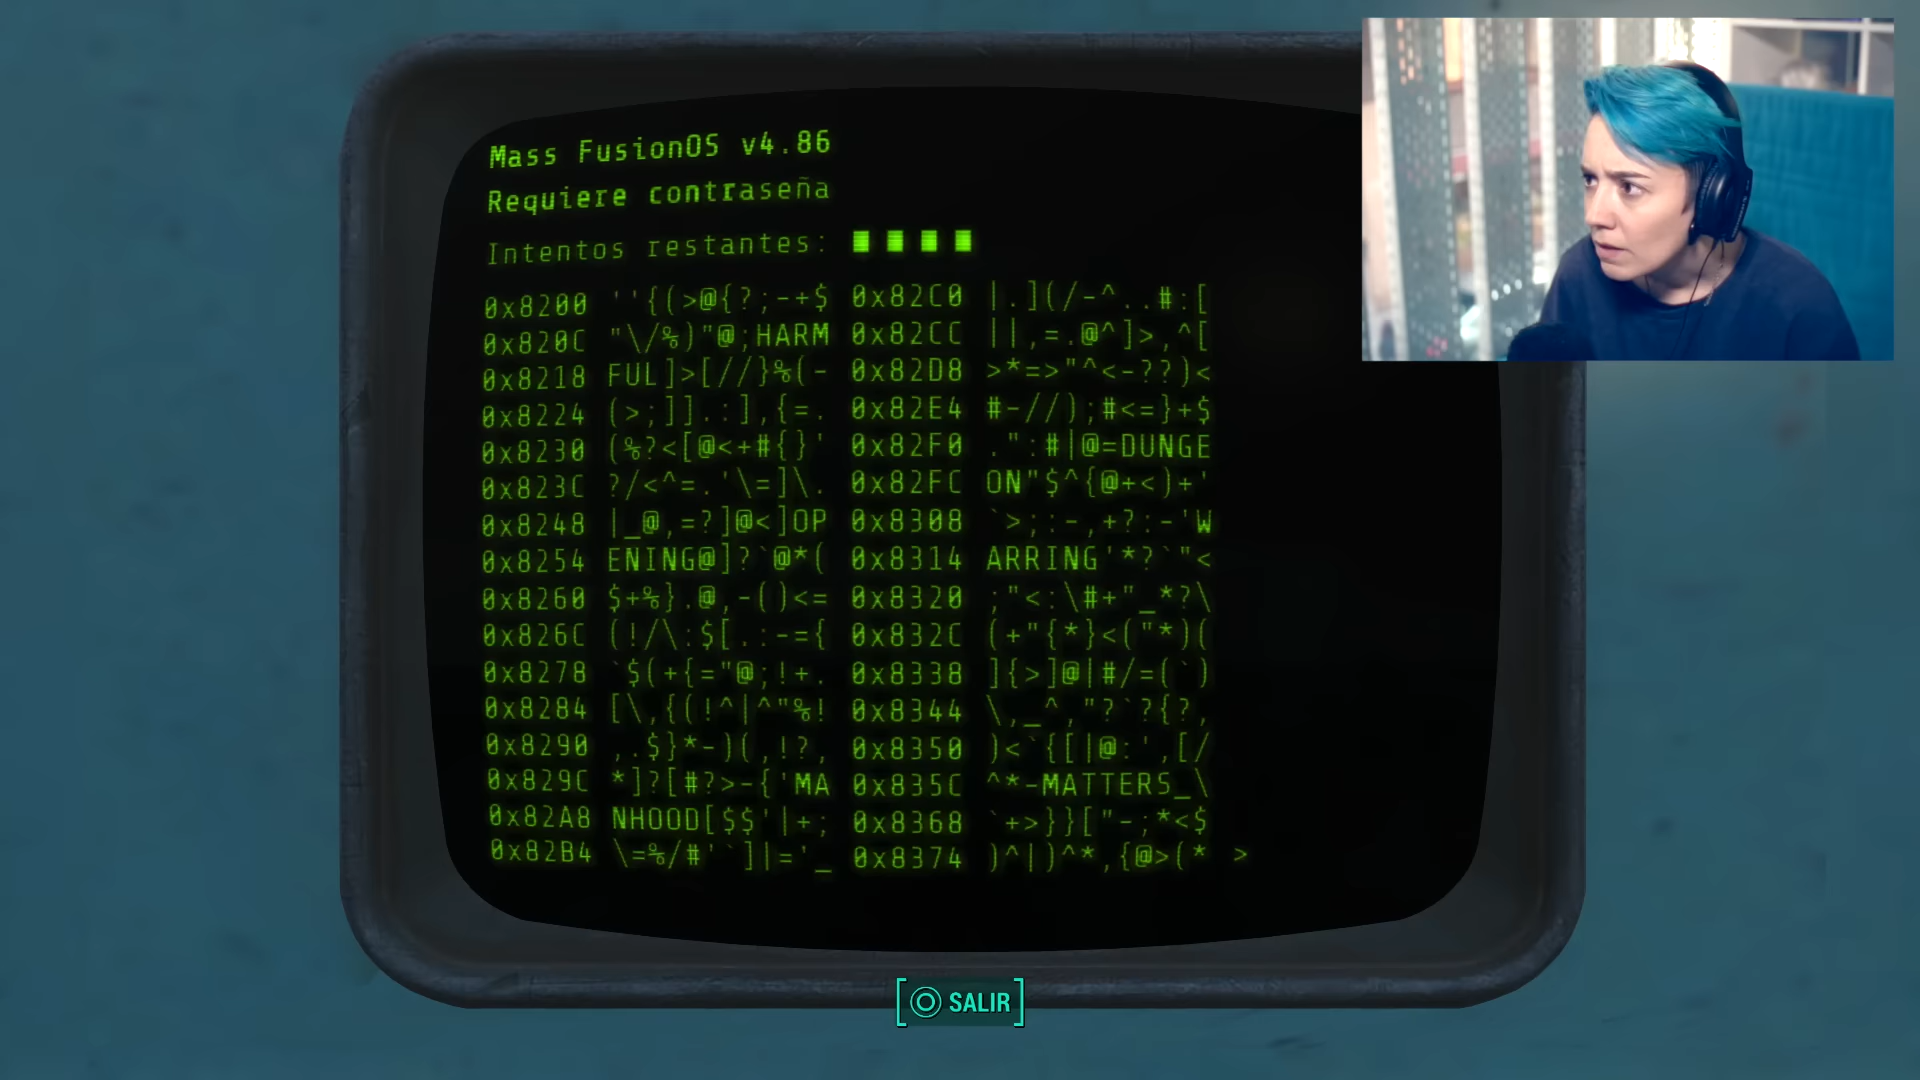 Mass FusionOS v4.86
Requiere contraseña
Intentos restantes:
0x8200 ''{(>@{?;-+$
0x820C "\/%)"@;HARM
0x8218 FUL]>[//}%(-
0x8224 (>;]].:],{=.
0x8230 (%?<[@<+#{}'
0x823C ?/<^=.'\=]\.
0x8248 |_@,=?]@<]OP
0x8254 ENING@]?`@*(
0x8260 $+%}.@,-()<=
0x826C (!/\:$[.:-={
0x8278 `$(+{="@;!+.
0x8284 [\,{(!^|^"%!
0x8290 ,.$}*-)(,!?,
0x829C *]?[#?>-{'MA
0x82A8 NHOOD[$$'|+;
0x82B4 \=%/#'`]|='_
0x82C0 |.](/-^..#:[
0x82CC ||,=.@^]>,^[
0x82D8 >*=>"^<-??)<
0x82E4 #-//);#<=}+$
0x82F0 .":#|@=DUNGE
0x82FC ON"$^{@+<)+'
0x8308 `>;:-,+?:-'W
0x8314 ARRING'*?`"<
0x8320 ;"<:\#+"_*?\
0x832C (+"{*}<("*)(
0x8338 ]{>]@|#/=(`)
0x8344 \,_^,"?`?{?,
0x8350 )<`{[|@:',[/
0x835C ^*-MATTERS_\
0x8368 `+>}}["-;*<$
0x8374 )^|)^*,{@>(* >
[O SALIR]